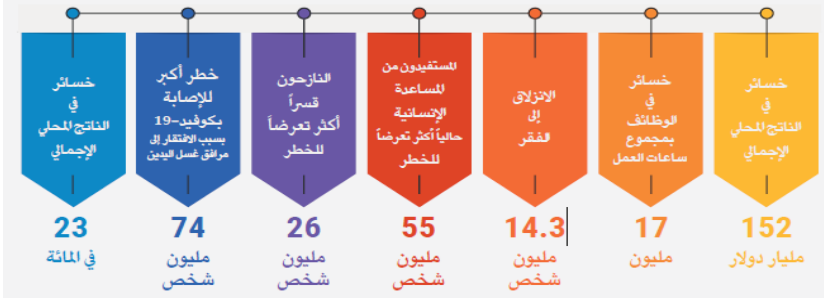 خسائر
في
الناتج المحلي
الإجمالي
152
مليار دولار
خسائر
في
الوظائف
بمجموع
ساعات العمل
17
مليون
الانزلاق
إلى
الفقر
14.3
مليون
شخص
المستفيدون من
المساعدة
الإنسانية
حالياً أكثر تعرضاً
للخطر
55
مليون
شخص
النازحون
قسراً
أكثر تعرضاً
للخطر
26
مليون
شخص
خطر أكبر
للإصابة
بكوفيد-19
بسبب الافتقار إلى
مرافق غسل اليدين
74
مليون
شخص
خسائر
في
الناتج المحلي
الإجمالي
23
في المائة